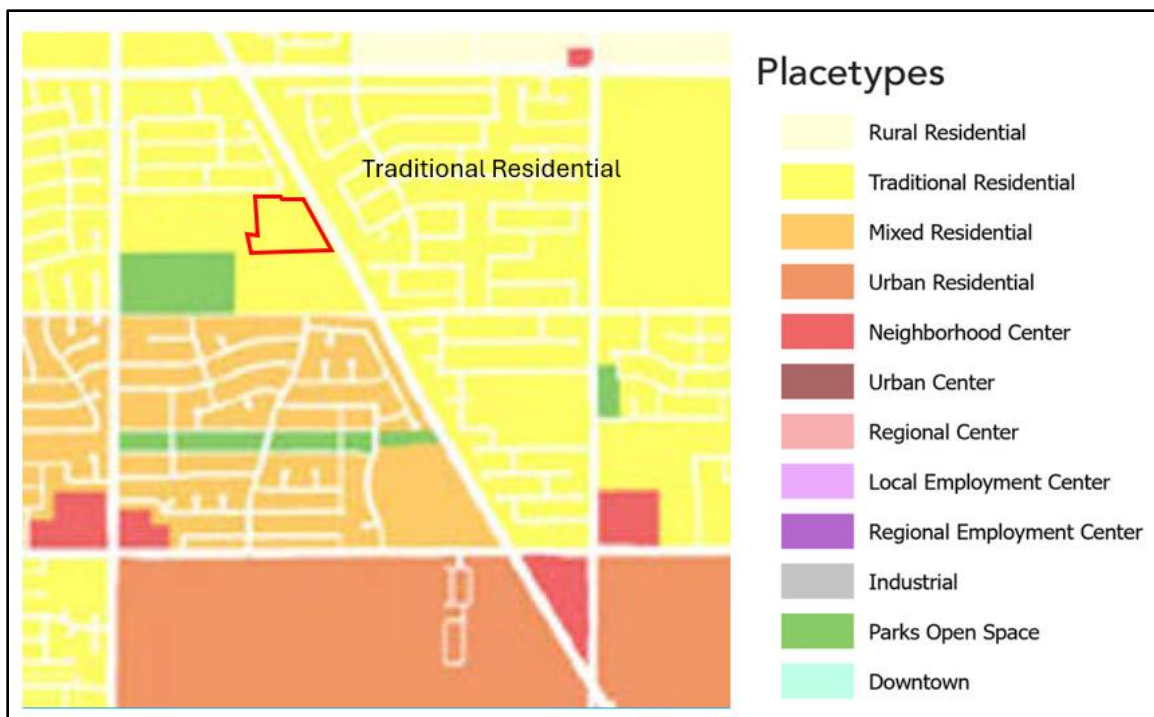 Placetypes
Traditional Residential
Rural Residential
Traditional Residential
Mixed Residential
Urban Residential
Neighborhood Center
Urban Center
Regional Center
Local Employment Center
Regional Employment Center
Industrial
Parks Open Space
Downtown